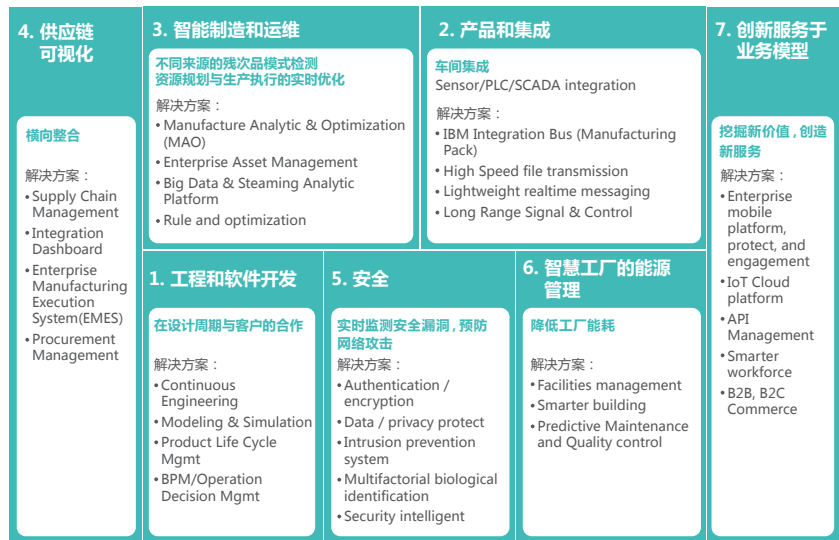 4. 供应链
可视化
横向整合
解决方案：
•Supply Chain
Management
•Integration
Dashboard
•Enterprise
Manufacturing
Execution
System(EMES)
•Procurement
Management
3. 智能制造和运维
不同来源的残次品模式检测
资源规划与生产执行的实时优化
解决方案：
•Manufacture Analytic & Optimization
(MAO)
•Enterprise Asset Management
•Big Data & Steaming Analytic
Platform
•Rule and optimization
2. 产品和集成
车间集成
Sensor/PLC/SCADA integration
解决方案：
•IBM Integration Bus (Manufacturing
Pack)
•High Speed file transmission
•Lightweight realtime messaging
•Long Range Signal & Control
1. 工程和软件开发
在设计周期与客户的合作
解决方案：
•Continuous
Engineering
•Modeling & Simulation
•Product Life Cycle
Mgmt
•BPM/Operation
Decision Mgmt
5. 安全
实时监测安全漏洞，预防
网络攻击
解决方案：
•Authentication /
encryption
•Data / privacy protect
•Intrusion prevention
system
•Multifactorial biological
identification
•Security intelligent
6. 智慧工厂的能源
管理
降低工厂能耗
解决方案：
•Facilities management
•Smarter building
•Predictive Maintenance
and Quality control
7. 创新服务于
业务模型
挖掘新价值，创造
新服务
解决方案：
•Enterprise
mobile
platform,
protect, and
engagement
•IoT Cloud
platform
•API
Management
•Smarter
workforce
•B2B, B2C
Commerce